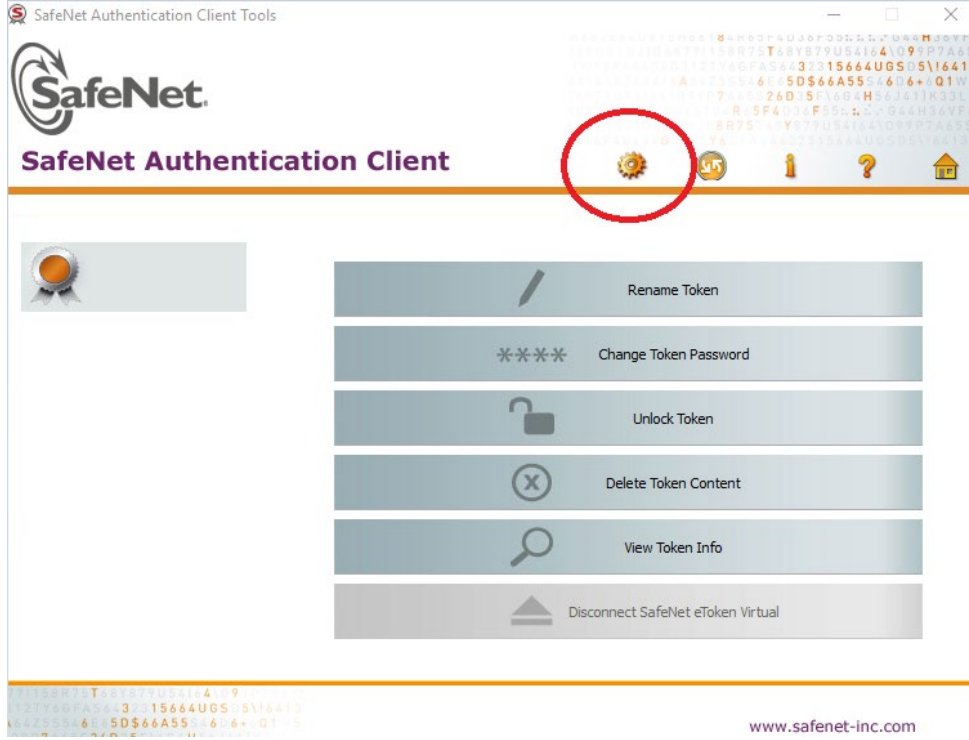 SafeNet Authentication Client Tools
SafeNet.
SafeNet Authentication Client
Rename Token
**** Change Token Password
Unlock Token
Delete Token Content
View Token Info
Disconnect SafeNet eToken Virtual
www.safenet-inc.com